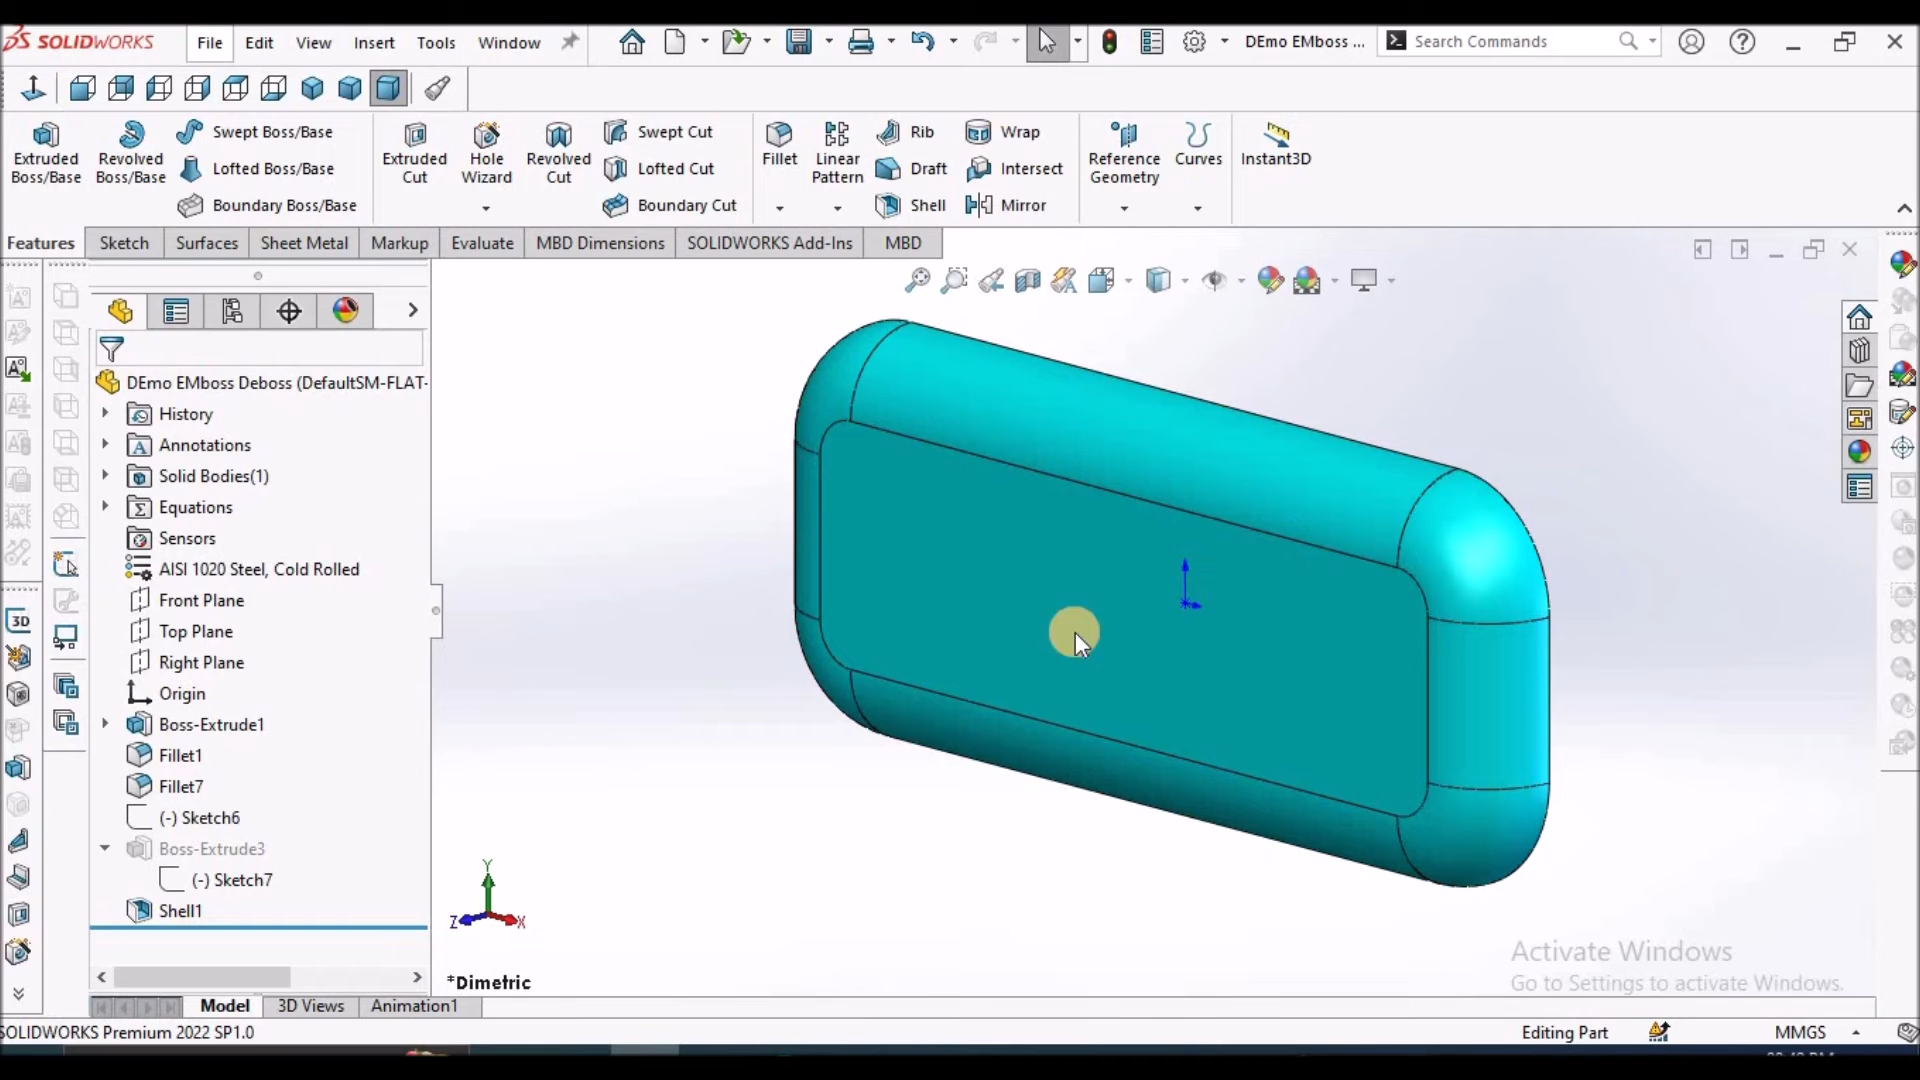 SOLIDWORKS File Edit View Insert Tools Window DEmo EMboss ... Search Commands
Extruded Boss/Base
Revolved Boss/Base
Swept Boss/Base
Lofted Boss/Base
Boundary Boss/Base
Extruded Cut
Hole Wizard
Revolved Cut
Swept Cut
Lofted Cut
Boundary Cut
Fillet
Linear Pattern
Rib
Draft
Shell
Wrap
Intersect
Mirror
Reference Geometry
Curves
Instant3D
Features Sketch Surfaces Sheet Metal Markup Evaluate MBD Dimensions SOLIDWORKS Add-Ins MBD
DEmo EMboss Deboss (DefaultSM-FLAT-
History
Annotations
Solid Bodies(1)
Equations
Sensors
AISI 1020 Steel, Cold Rolled
Front Plane
Top Plane
Right Plane
Origin
Boss-Extrude1
Fillet1
Fillet7
(-) Sketch6
Boss-Extrude3
(-) Sketch7
Shell1
3D
Y
Z
X
*Dimetric
Activate Windows
Go to Settings to activate Windows.
Model 3D Views Animation1
SOLIDWORKS Premium 2022 SP1.0 Editing Part MMGS